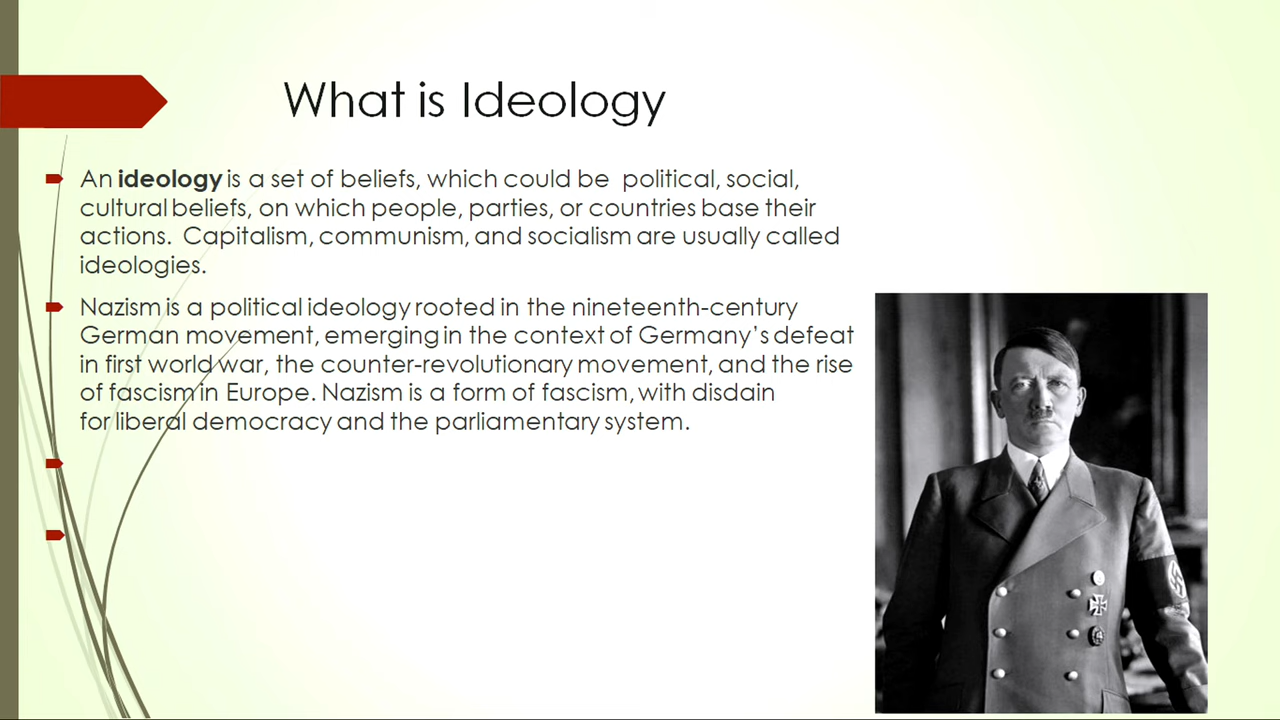 What is Ideology
An ideology is a set of beliefs, which could be political, social,
cultural beliefs, on which people, parties, or countries base their
actions. Capitalism, communism, and socialism are usually called
ideologies.
Nazism is a political ideology rooted in the nineteenth-century
German movement, emerging in the context of Germany's defeat
in first world war, the counter-revolutionary movement, and the rise
of fascism in Europe. Nazism is a form of fascism, with disdain
for liberal democracy and the parliamentary system.